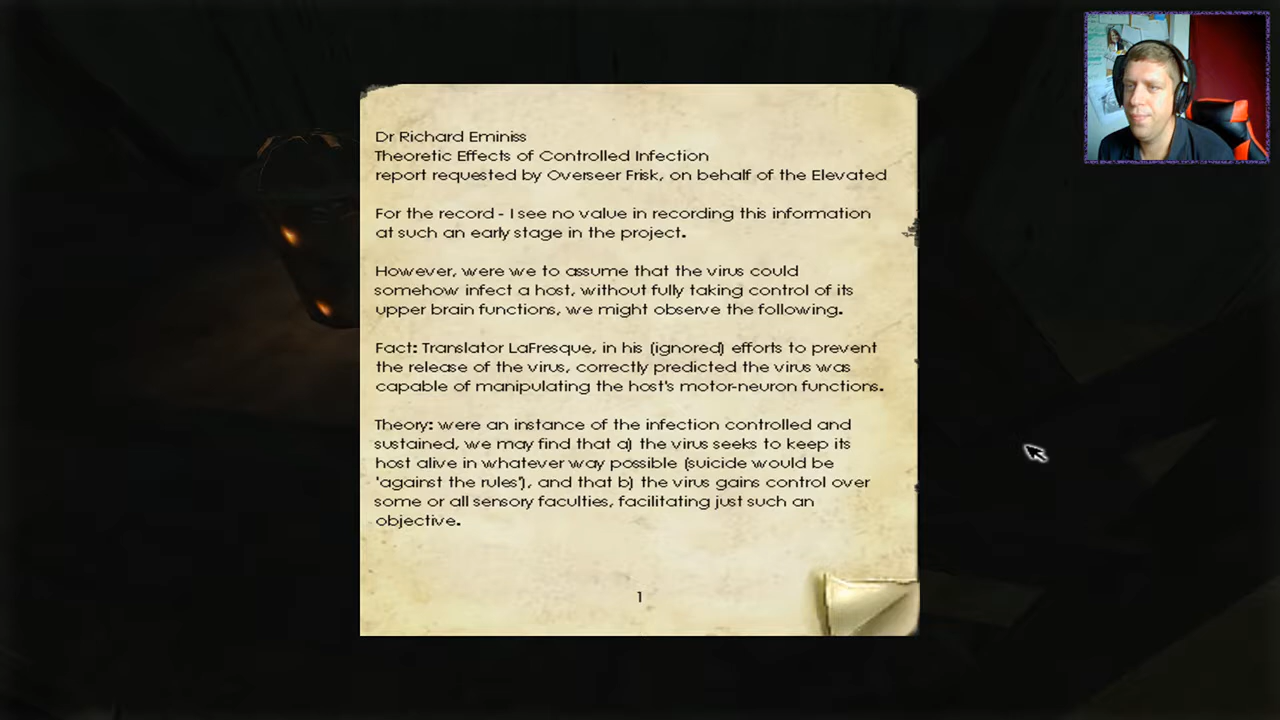 Dr Richard Eminiss
Theoretic Effects of Controlled Infection
report requested by Overseer Frisk, on behalf of the Elevated
For the record - I see no value in recording this information
at such an early stage in the project.
However, were we to assume that the virus could
somehow infect a host, without fully taking control of its
upper brain functions, we might observe the following.
Fact: Translator LaFresque, in his (ignored) efforts to prevent
the release of the virus, correctly predicted the virus was
capable of manipulating the host's motor-neuron functions.
Theory: were an instance of the infection controlled and
sustained, we may find that a) the virus seeks to keep its
host alive in whatever way possible (suicide would be
'against the rules'), and that b) the virus gains control over
some or all sensory faculties, facilitating just such an
objective.
1